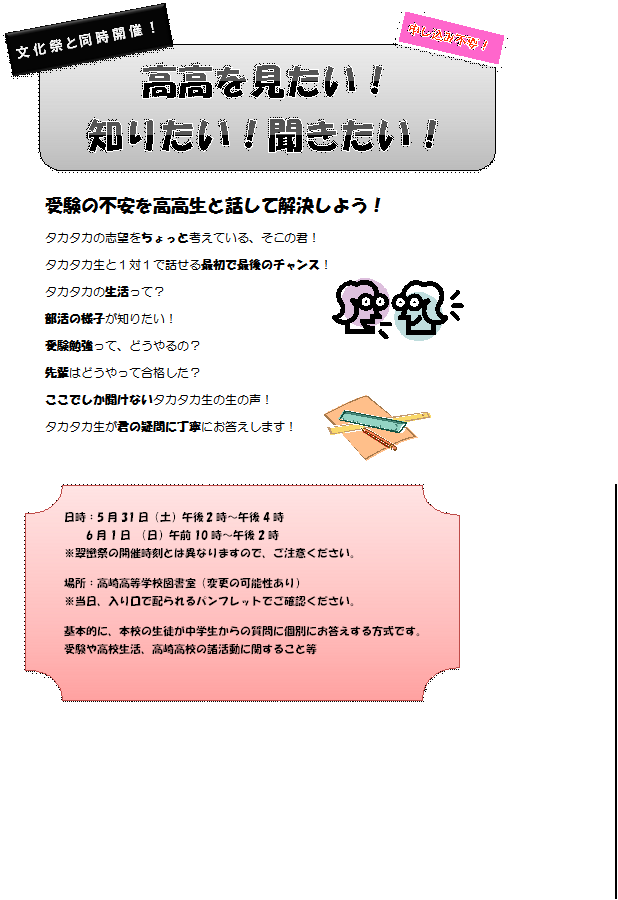 文化祭と同時開催！
申し込み不要！
高高を見たい！
知りたい！聞きたい！
受験の不安を高高生と話して解決しよう！
タカタカの志望をちょっと考えている、そこの君！
タカタカ生と１対１で話せる最初で最後のチャンス！
タカタカの生活って？
部活の様子が知りたい！
受験勉強って、どうやるの？
先輩はどうやって合格した？
ここでしか聞けないタカタカ生の生の声！
タカタカ生が君の疑問に丁寧にお答えします！
日時：5月31日（土）午後2時～午後4時
6月1日　（日）午前10時～午後2時
※翠巒祭の開催時刻とは異なりますので、ご注意ください。
場所：高崎高等学校図書室（変更の可能性あり）
※当日、入り口で配られるパンフレットでご確認ください。
基本的に、本校の生徒が中学生からの質問に個別にお答えする方式です。
受験や高校生活、高崎高校の諸活動に関すること等